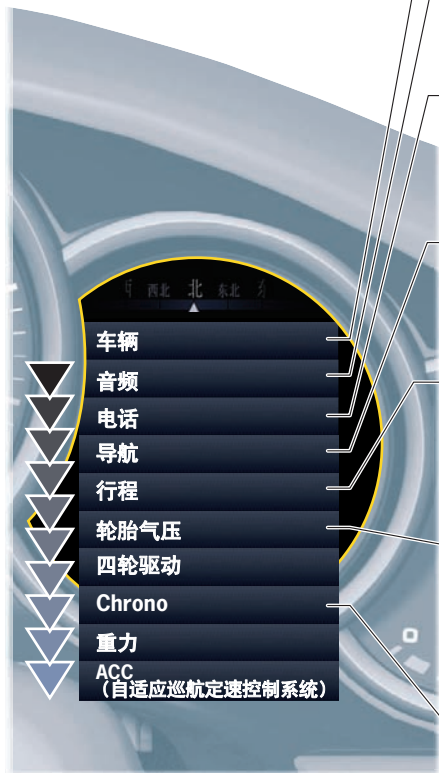 西北 北 东北
车辆
音频
电话
导航
行程
轮胎气压
四轮驱动
Chrono
重力
ACC
（自适应巡航定速控制系统）